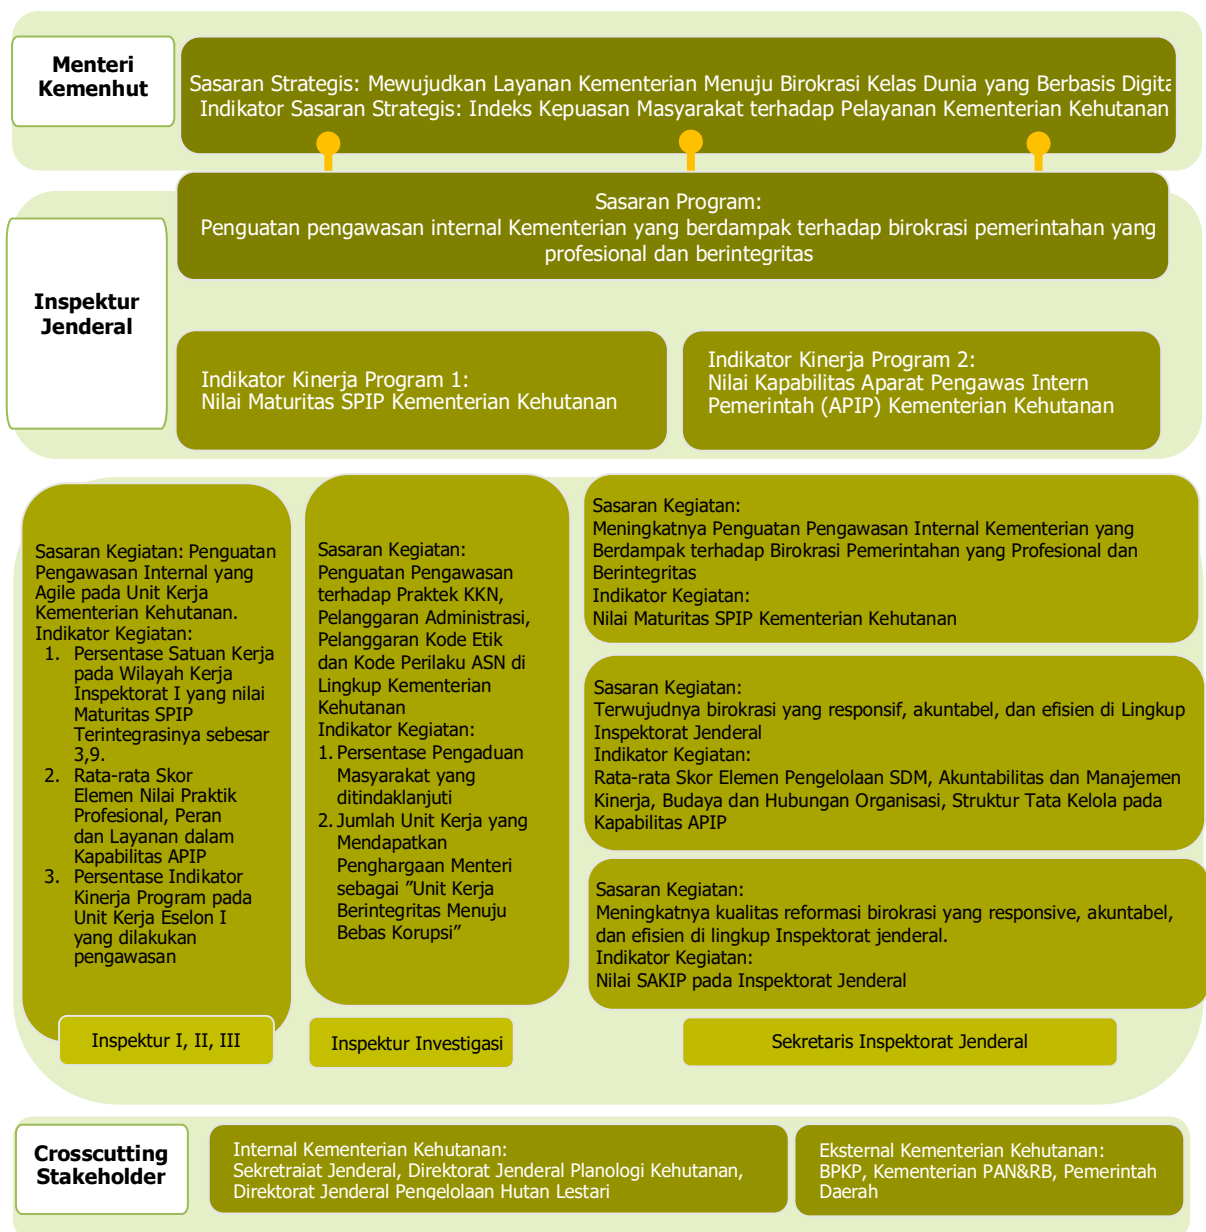 Menteri
Kemenhut
Sasaran Strategis: Mewujudkan Layanan Kementerian Menuju Birokrasi Kelas Dunia yang Berbasis Digita
Indikator Sasaran Strategis: Indeks Kepuasan Masyarakat terhadap Pelayanan Kementerian Kehutanan
Inspektur
Jenderal
Sasaran Program:
Penguatan pengawasan internal Kementerian yang berdampak terhadap birokrasi pemerintahan yang
profesional dan berintegritas
Indikator Kinerja Program 1:
Nilai Maturitas SPIP Kementerian Kehutanan
Indikator Kinerja Program 2:
Nilai Kapabilitas Aparat Pengawas Intern
Pemerintah (APIP) Kementerian Kehutanan
Sasaran Kegiatan: Penguatan
Pengawasan Internal yang
Agile pada Unit Kerja
Kementerian Kehutanan.
Indikator Kegiatan:
1. Persentase Satuan Kerja
pada Wilayah Kerja
Inspektorat I yang nilai
Maturitas SPIP
Terintegrasinya sebesar
3,9.
2. Rata-rata Skor
Elemen Nilai Praktik
Profesional, Peran
dan Layanan dalam
Kapabilitas APIP
3. Persentase Indikator
Kinerja Program pada
Unit Kerja Eselon I
yang dilakukan
pengawasan
Inspektur I, II, III
Sasaran Kegiatan:
Penguatan Pengawasan
terhadap Praktek KKN,
Pelanggaran Administrasi,
Pelanggaran Kode Etik
dan Kode Perilaku ASN di
Lingkup Kementerian
Kehutanan
Indikator Kegiatan:
1. Persentase Pengaduan
Masyarakat yang
ditindaklanjuti
2. Jumlah Unit Kerja yang
Mendapatkan
Penghargaan Menteri
sebagai ”Unit Kerja
Berintegritas Menuju
Bebas Korupsi”
Inspektur Investigasi
Sasaran Kegiatan:
Meningkatnya Penguatan Pengawasan Internal Kementerian yang
Berdampak terhadap Birokrasi Pemerintahan yang Profesional dan
Berintegritas
Indikator Kegiatan:
Nilai Maturitas SPIP Kementerian Kehutanan
Sasaran Kegiatan:
Terwujudnya birokrasi yang responsif, akuntabel, dan efisien di Lingkup
Inspektorat Jenderal
Indikator Kegiatan:
Rata-rata Skor Elemen Pengelolaan SDM, Akuntabilitas dan Manajemen
Kinerja, Budaya dan Hubungan Organisasi, Struktur Tata Kelola pada
Kapabilitas APIP
Sasaran Kegiatan:
Meningkatnya kualitas reformasi birokrasi yang responsive, akuntabel,
dan efisien di lingkup Inspektorat jenderal.
Indikator Kegiatan:
Nilai SAKIP pada Inspektorat Jenderal
Sekretaris Inspektorat Jenderal
Crosscutting
Stakeholder
Internal Kementerian Kehutanan:
Sekretraiat Jenderal, Direktorat Jenderal Planologi Kehutanan,
Direktorat Jenderal Pengelolaan Hutan Lestari
Eksternal Kementerian Kehutanan:
BPKP, Kementerian PAN&RB, Pemerintah
Daerah